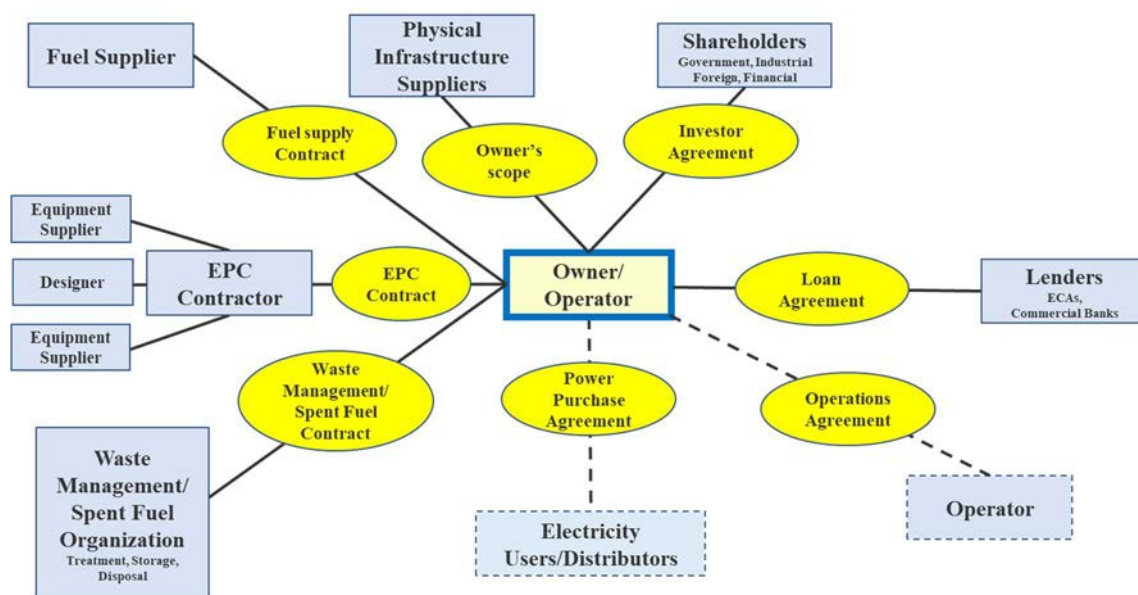 Fuel Supplier
Physical
Infrastructure
Suppliers
Shareholders
Government, Industrial
Foreign, Financial
Fuel supply
Contract
Owner's
scope
Investor
Agreement
Equipment
Supplier
Designer
Equipment
Supplier
EPC
Contractor
EPC
Contract
Owner/
Operator
Loan
Agreement
Lenders
ECAs,
Commercial Banks
Waste
Management/
Spent Fuel
Contract
Power
Purchase
Agreement
Operations
Agreement
Waste
Management/
Spent Fuel
Organization
Treatment, Storage,
Disposal
Electricity
Users/Distributors
Operator